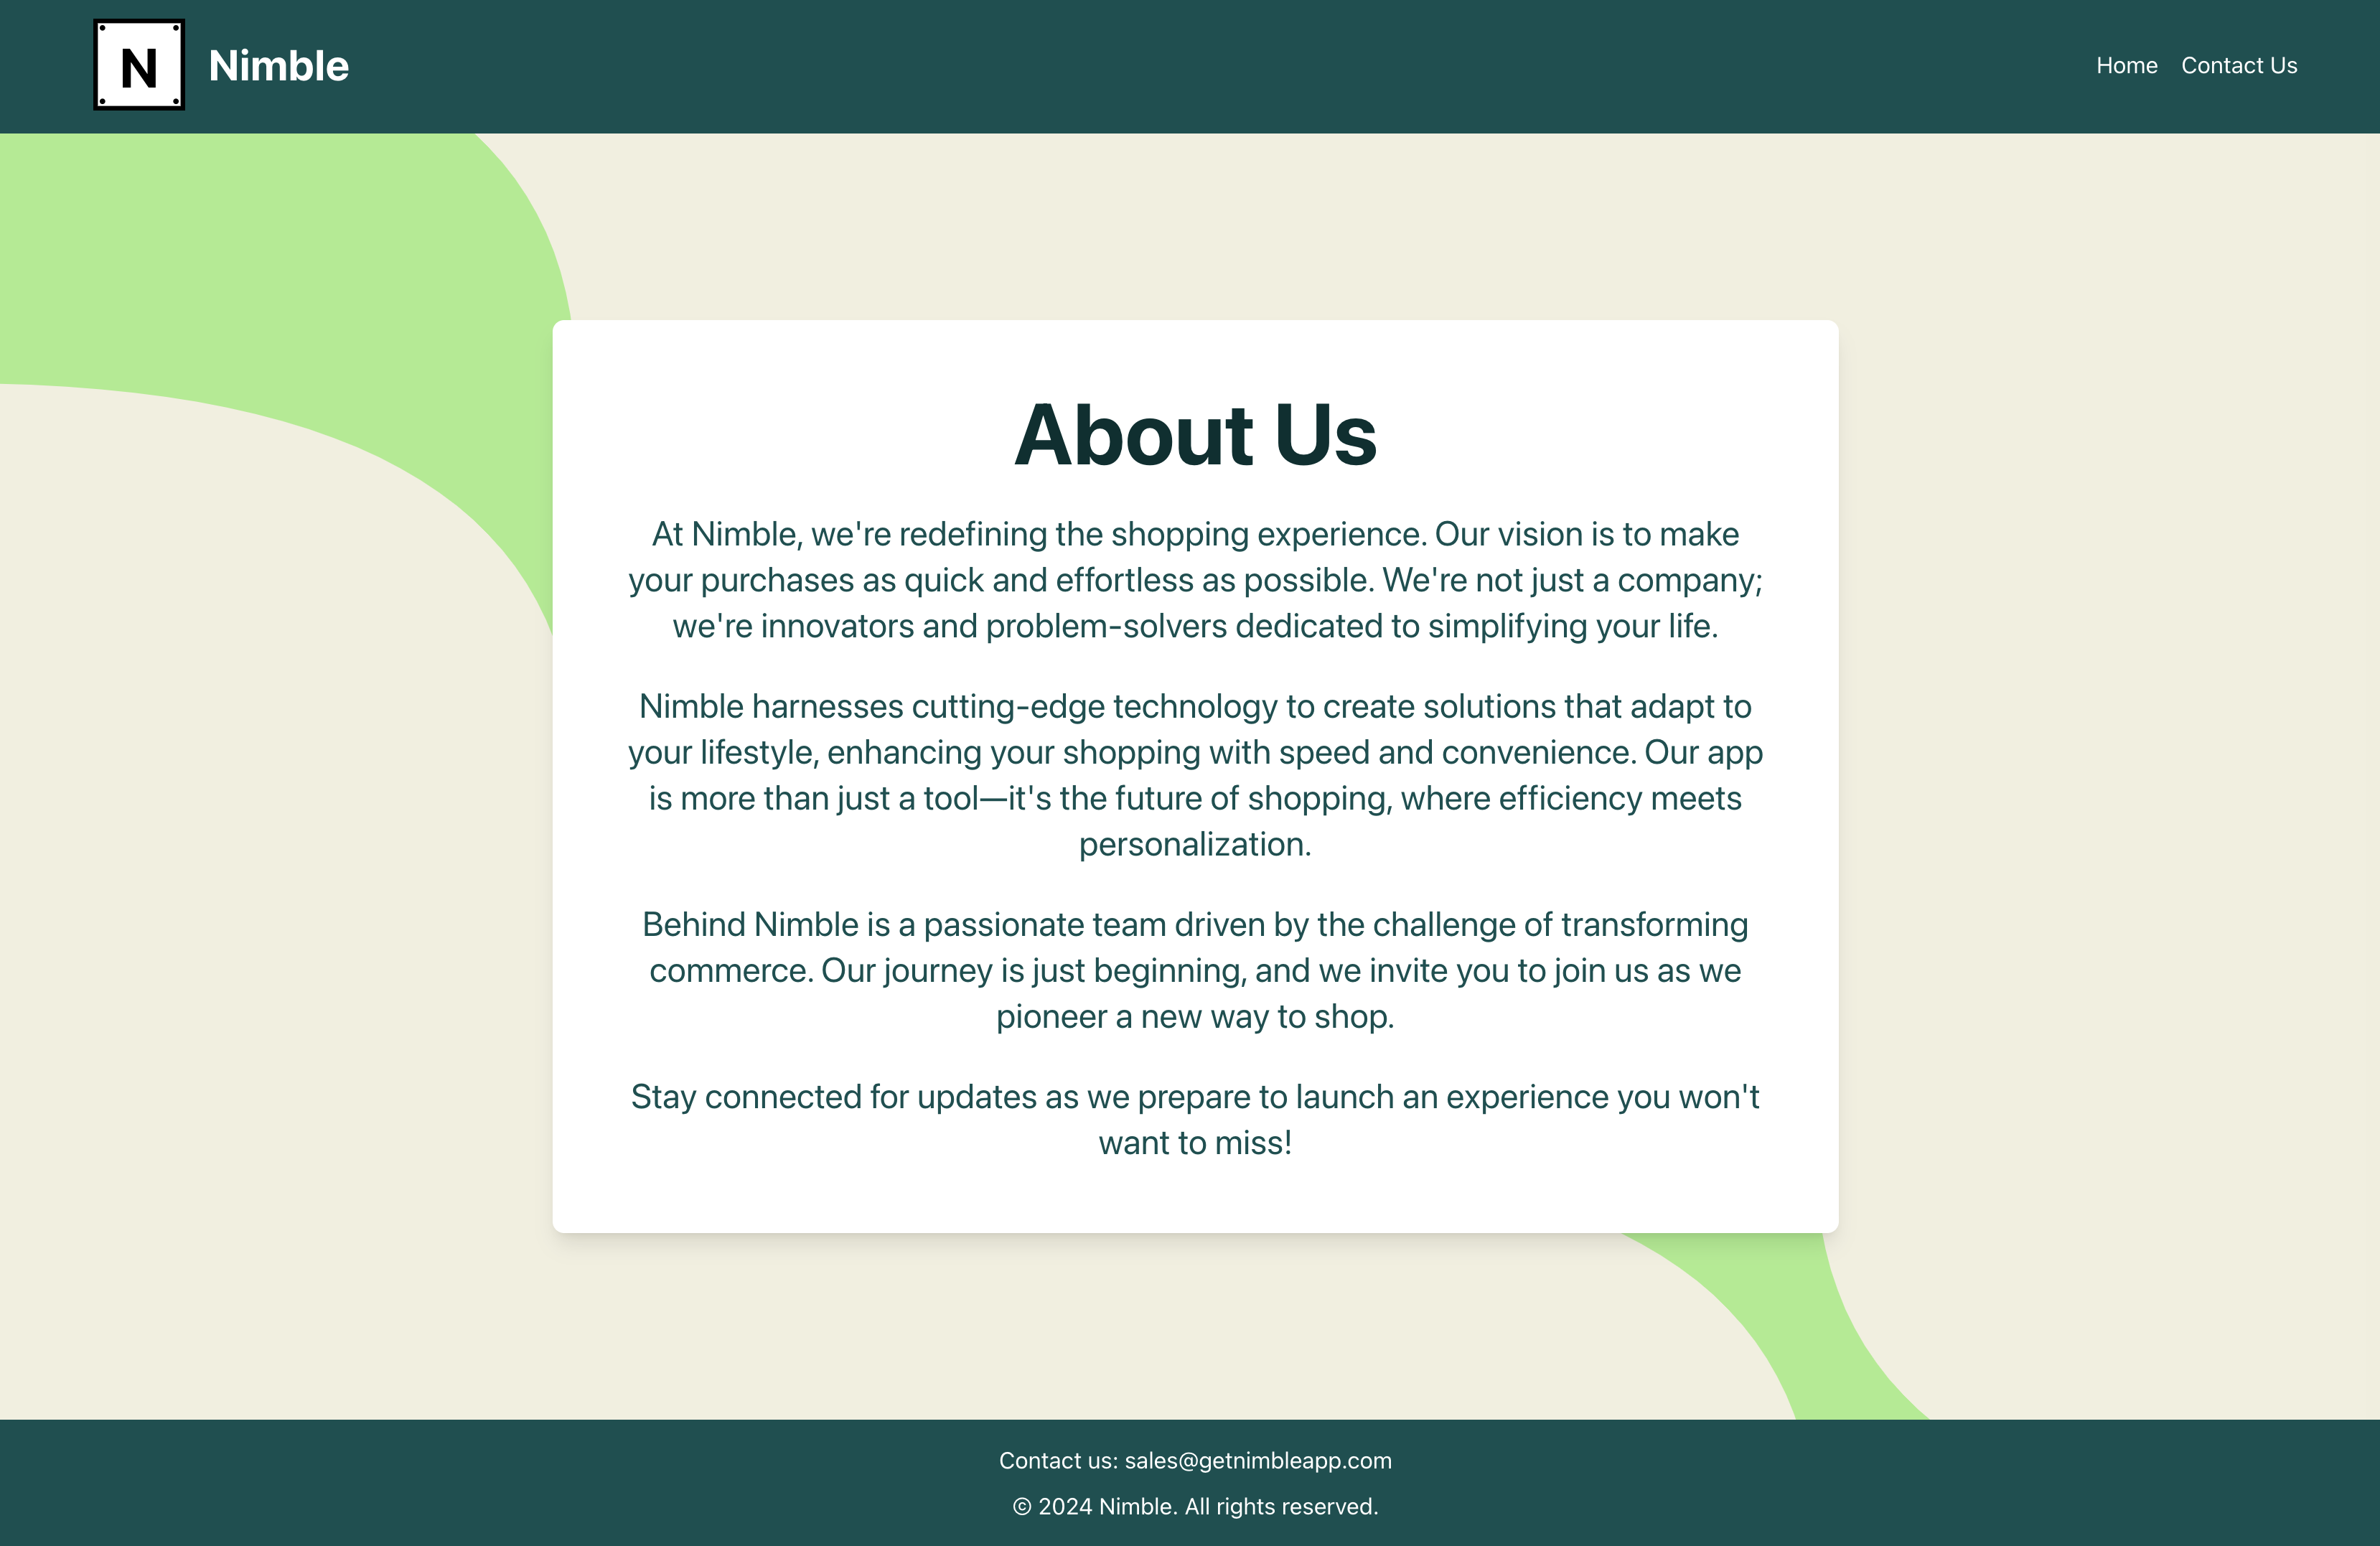 N
Nimble
Home Contact Us
About Us
At Nimble, we're redefining the shopping experience. Our vision is to make
your purchases as quick and effortless as possible. We're not just a company;
we're innovators and problem-solvers dedicated to simplifying your life.
Nimble harnesses cutting-edge technology to create solutions that adapt to
your lifestyle, enhancing your shopping with speed and convenience. Our app
is more than just a tool—it's the future of shopping, where efficiency meets
personalization.
Behind Nimble is a passionate team driven by the challenge of transforming
commerce. Our journey is just beginning, and we invite you to join us as we
pioneer a new way to shop.
Stay connected for updates as we prepare to launch an experience you won't
want to miss!
Contact us: sales@getnimbleapp.com
© 2024 Nimble. All rights reserved.